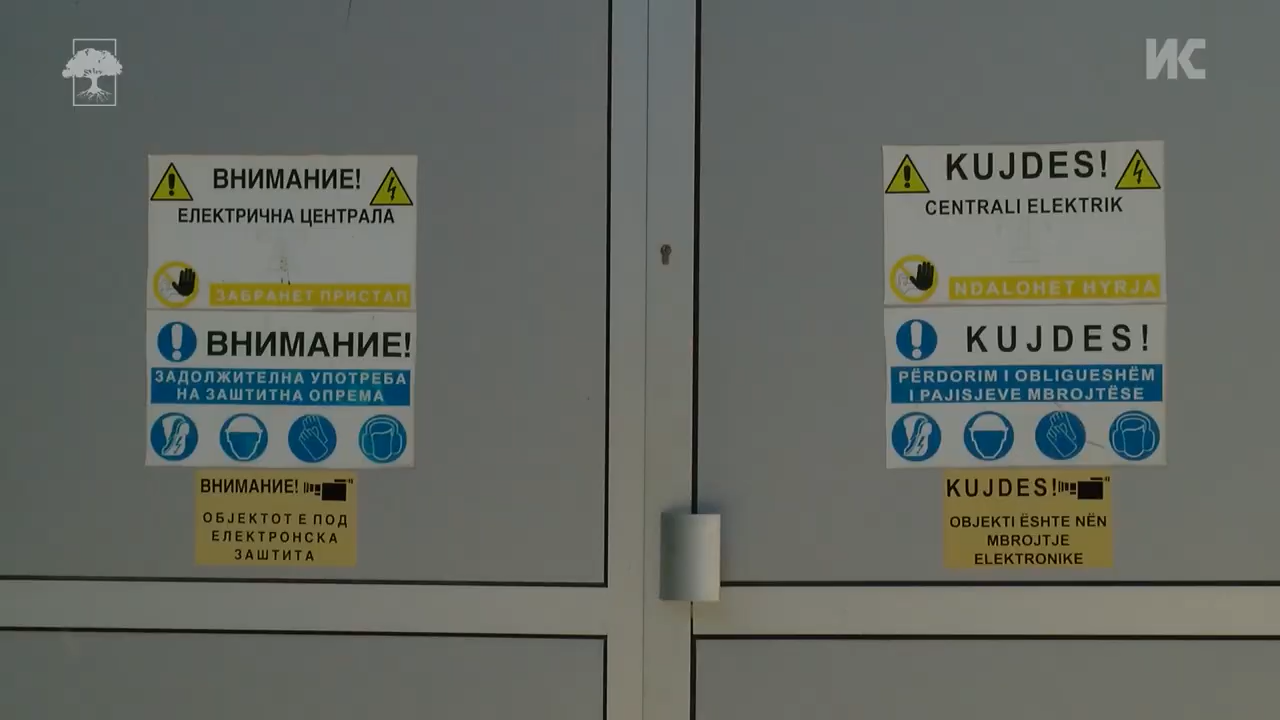 ИС
ВНИМАНИЕ!
ЕЛЕКТРИЧНА ЦЕНТРАЛА
ЗАБРАНЕТ ПРИСТАП
ВНИМАНИЕ!
ЗАДОЛЖИТЕЛНА УПОТРЕБА
НА ЗАШТИТНА ОПРЕМА
ВНИМАНИЕ!
ОБЈЕКТОТ Е ПОД
ЕЛЕКТРОНСКА
ЗАШТИТА
KUJDES!
CENTRALI ELEKTRIK
NDALOHET HYRJA
KUJDES!
PËRDORIM I OBLIGUESHËM
I PAJISJEVE MBROJTËSE
KUJDES!
OBJEKTI ËSHTE NËN
MBROJTJE
ELEKTRONIKE